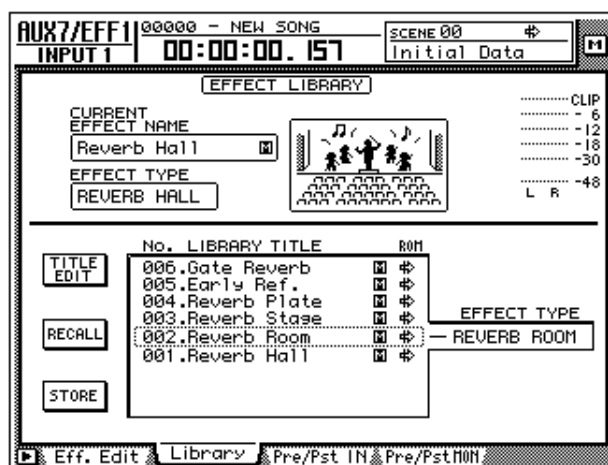 AUX7/EFF1 00000 - NEW SONG SCENE 00
INPUT 1 00:00:00. 157 Initial Data M
EFFECT LIBRARY
CURRENT
EFFECT NAME
Reverb Hall M
EFFECT TYPE
REVERB HALL
CLIP
- 6
-12
-18
-30
-48
L R
No. LIBRARY TITLE ROM
TITLE
EDIT
RECALL
STORE
006.Gate Reverb M
005.Early Ref. M
004.Reverb Plate M
003.Reverb Stage M
002.Reverb Room M
001.Reverb Hall M
EFFECT TYPE
REVERB ROOM
Eff. Edit Library Pre/Pst IN Pre/PstMON